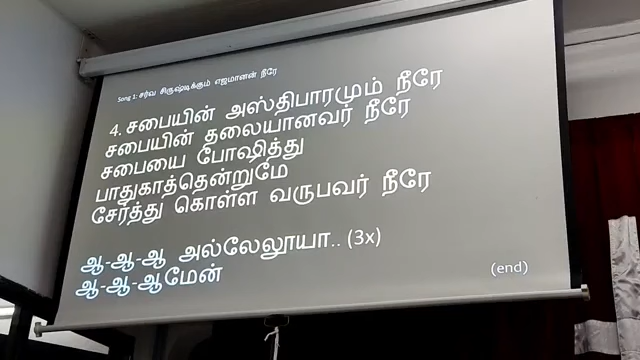 Song 1: சர்வ சிருஷ்டிக்கும் எஜமானன் நீரே
4. சபையின் அஸ்திபாரமும் நீரே
சபையின் தலையானவர் நீரே
சபையை போஷித்து
பாதுகாத்தென்றுமே
சேர்த்து கொள்ள வருபவர் நீரே
ஆ-ஆ-ஆ அல்லேலூயா.. (3x)
ஆ-ஆ-ஆமேன்
(end)